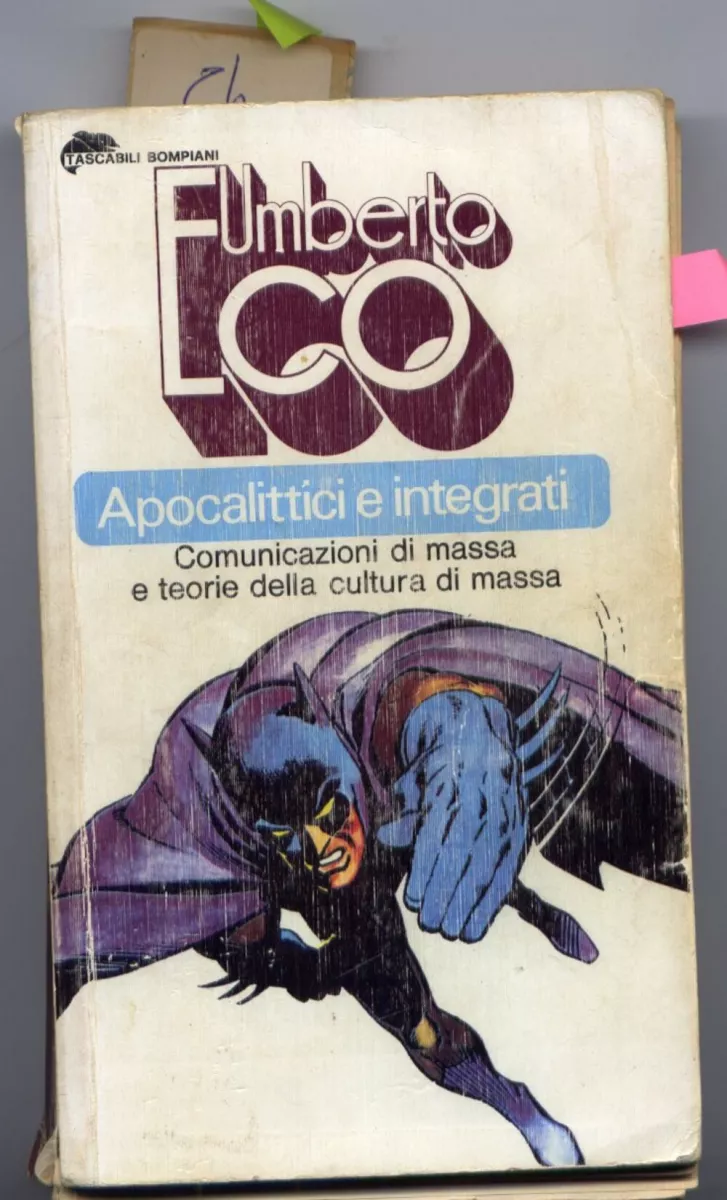 TASCABILI BOMPIANI
Umberto
Eco
Apocalittici e integrati
Comunicazioni di massa
e teorie della cultura di massa